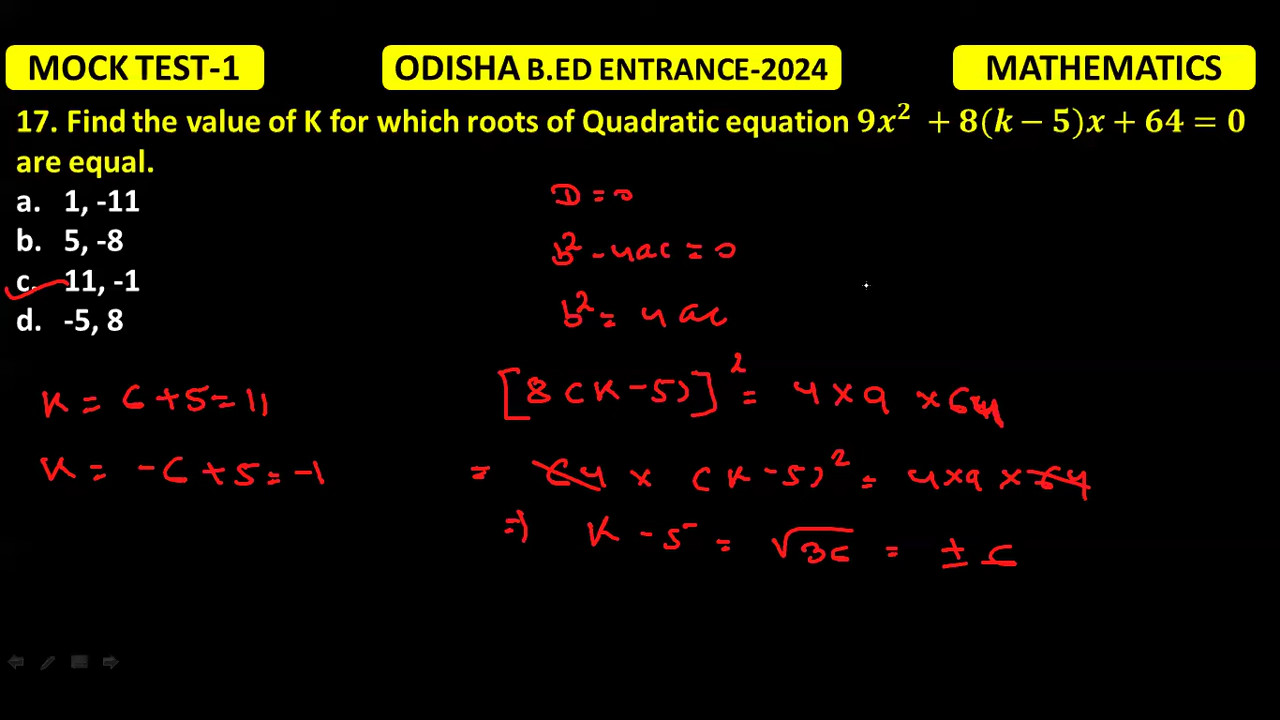 MOCK TEST-1
ODISHA B.ED ENTRANCE-2024
MATHEMATICS
17. Find the value of K for which roots of Quadratic equation 9x² + 8(k − 5)x + 64 = 0
are equal.
a. 1, -11
b. 5, -8
c. 11, -1
d. -5, 8
D = 0
b² - 4ac = 0
b² = 4ac
[8(K-5)]² = 4 × 9 × 64
= 64 × (K-5)² = 4×9×64
⇒ K - 5 = √36 = ± 6
K = 6+5 = 11
K = -6+5 = -1